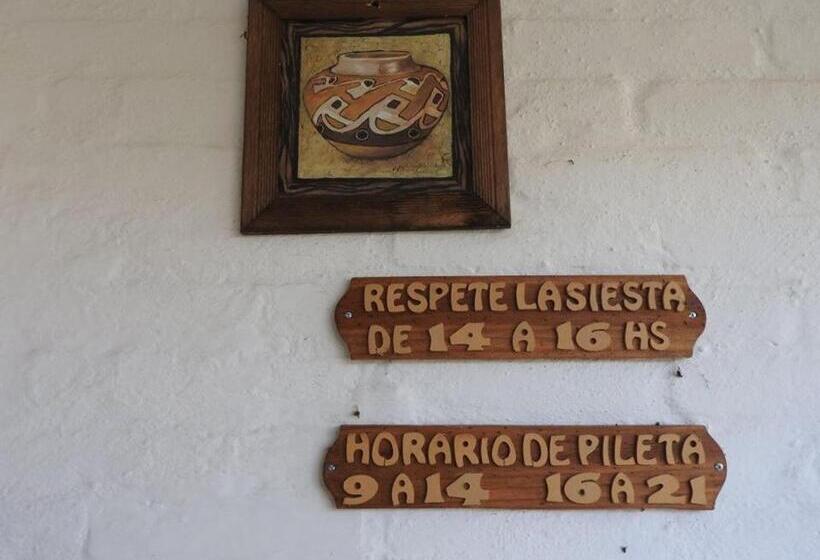 RESPETE LA SIESTA
DE 14 A 16 HS
HORARIO DE PILETA
9 A 14 16 A 21